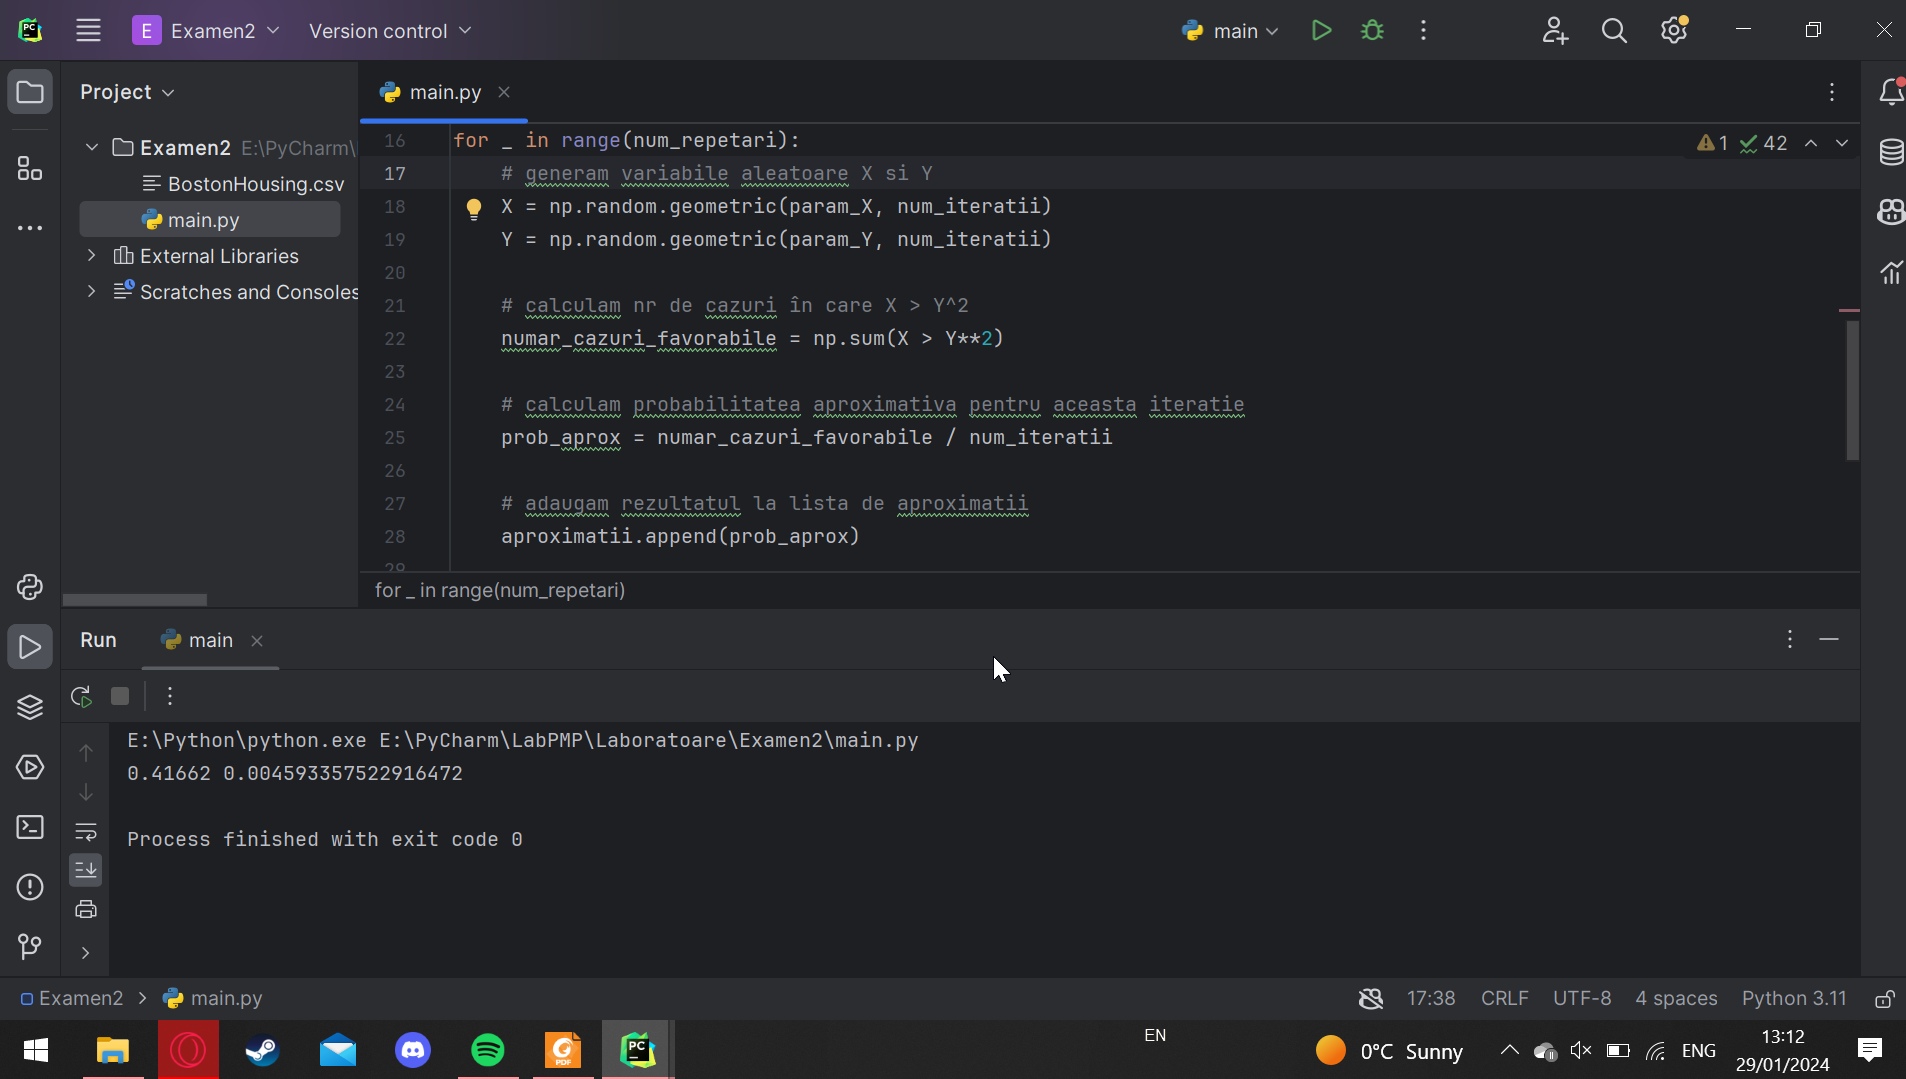 PC
E Examen2
Version control
main
Project
main.py
Examen2 E:\PyCharm\
BostonHousing.csv
main.py
External Libraries
Scratches and Consoles
1 42
16 for _ in range(num_repetari):
17 # generam variabile aleatoare X si Y
18 X = np.random.geometric(param_X, num_iteratii)
19 Y = np.random.geometric(param_Y, num_iteratii)
20
21 # calculam nr de cazuri în care X > Y^2
22 numar_cazuri_favorabile = np.sum(X > Y**2)
23
24 # calculam probabilitatea aproximativa pentru aceasta iteratie
25 prob_aprox = numar_cazuri_favorabile / num_iteratii
26
27 # adaugam rezultatul la lista de aproximatii
28 aproximatii.append(prob_aprox)
29
for _ in range(num_repetari)
Run main
E:\Python\python.exe E:\PyCharm\LabPMP\Laboratoare\Examen2\main.py
0.41662 0.004593357522916472
Process finished with exit code 0
Examen2 > main.py
17:38 CRLF UTF-8 4 spaces Python 3.11
PDF
PC
EN
0°C Sunny
ENG
13:12
29/01/2024